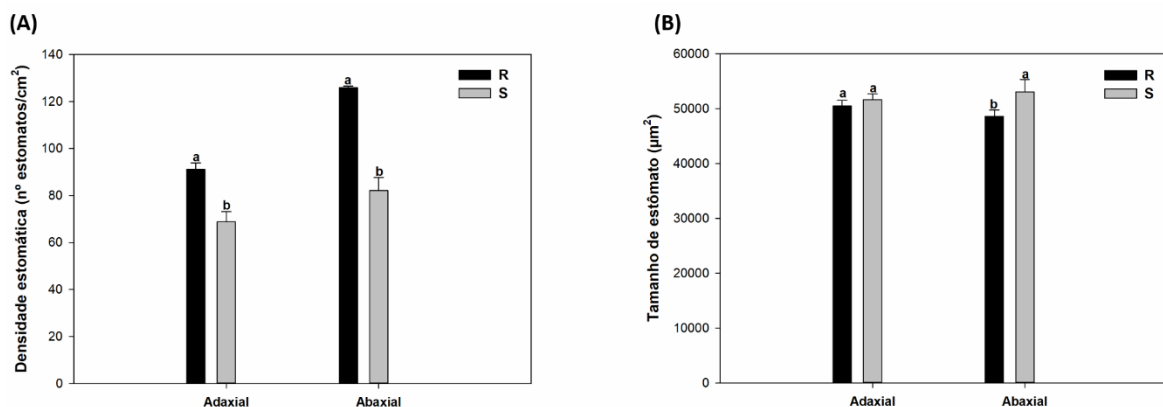 (A)
Densidade estomática (nº estomatos/cm²)
140
120
100
80
60
40
20
0
a
b
a
b
R
S
Adaxial
Abaxial
(B)
Tamanho de estômato (µm²)
60000
50000
40000
30000
20000
10000
0
a
a
b
a
R
S
Adaxial
Abaxial